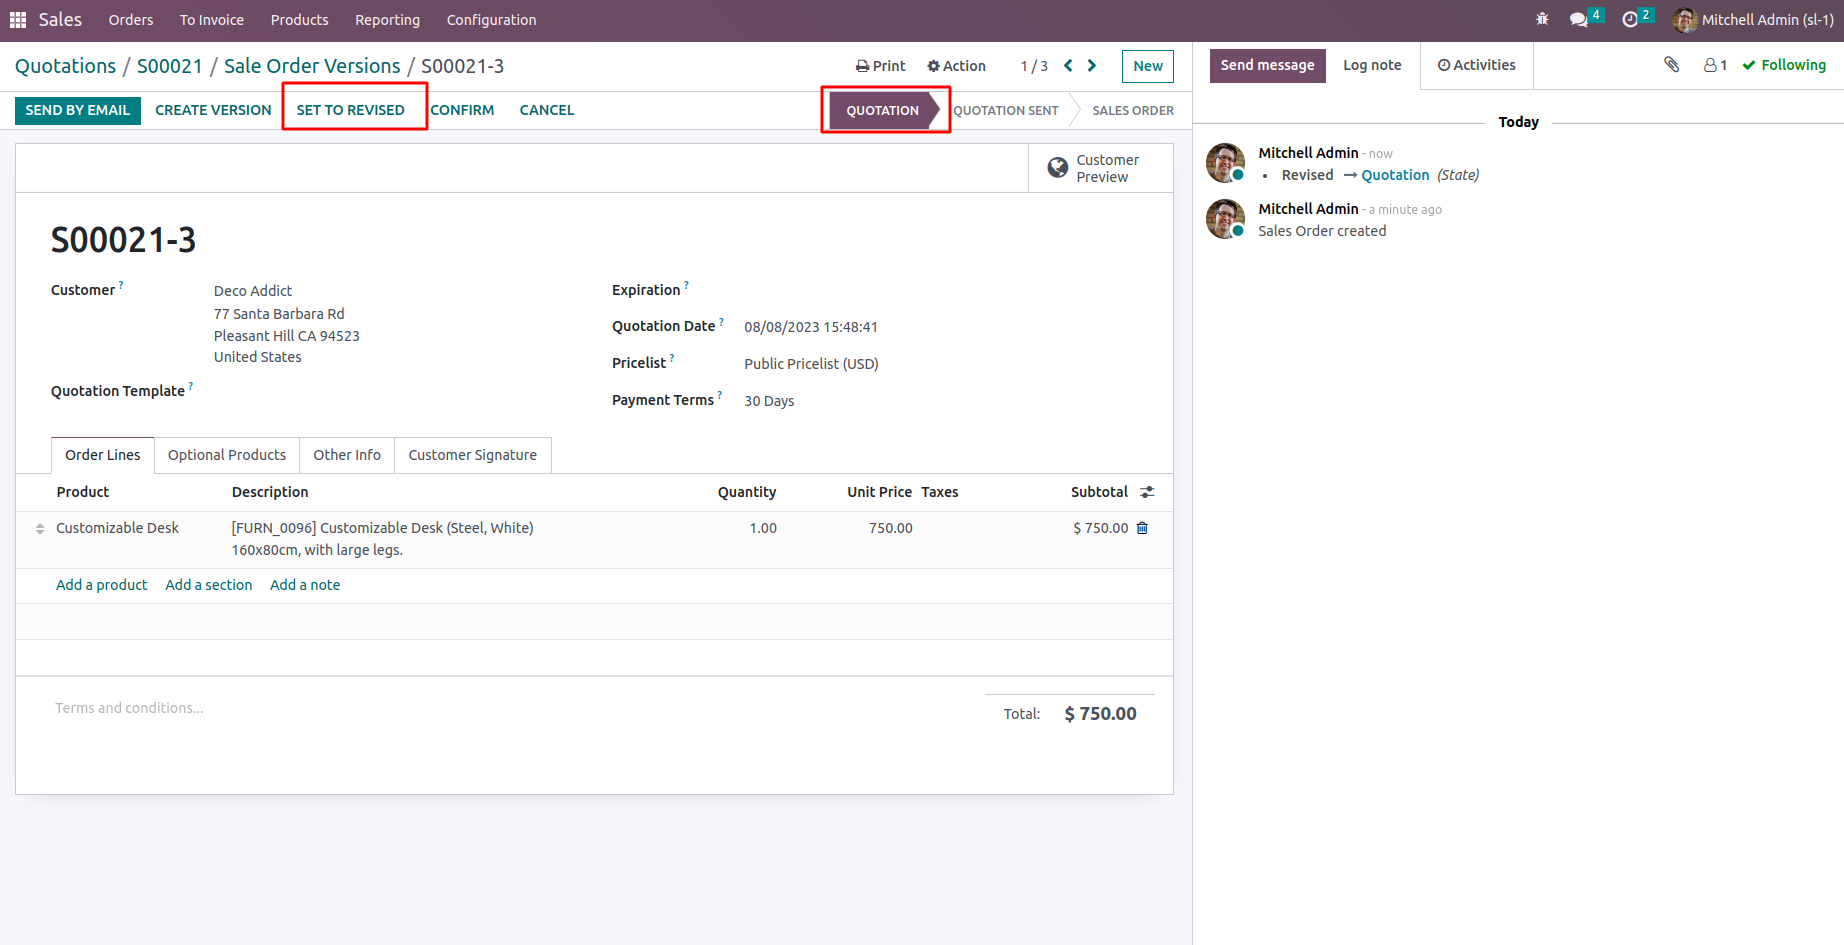 Sales Orders To Invoice Products Reporting Configuration 4 2 Mitchell Admin (sl-1)
Quotations / S00021 / Sale Order Versions / S00021-3 Print Action 1 / 3 New
SEND BY EMAIL CREATE VERSION SET TO REVISED CONFIRM CANCEL QUOTATION QUOTATION SENT SALES ORDER
Customer
Preview
S00021-3
Customer ? Deco Addict
77 Santa Barbara Rd
Pleasant Hill CA 94523
United States
Quotation Template ?
Expiration ?
Quotation Date ? 08/08/2023 15:48:41
Pricelist ? Public Pricelist (USD)
Payment Terms ? 30 Days
Order Lines Optional Products Other Info Customer Signature
Product Description Quantity Unit Price Taxes Subtotal
Customizable Desk [FURN_0096] Customizable Desk (Steel, White) 1.00 750.00 $ 750.00
160x80cm, with large legs.
Add a product Add a section Add a note
Terms and conditions...
Total: $ 750.00
Send message Log note Activities 1 Following
Today
Mitchell Admin - now
• Revised → Quotation (State)
Mitchell Admin - a minute ago
Sales Order created